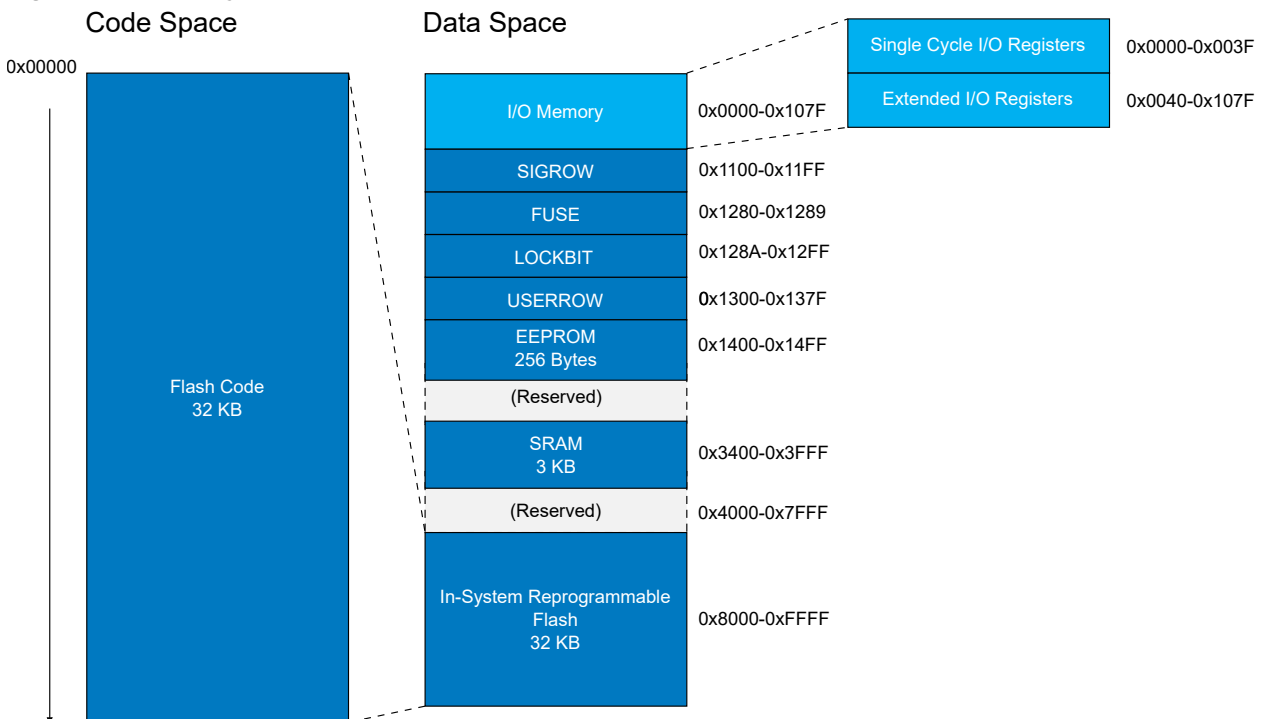 Code Space
Data Space
0x00000
Flash Code
32 KB
I/O Memory
0x0000-0x107F
Single Cycle I/O Registers
0x0000-0x003F
Extended I/O Registers
0x0040-0x107F
SIGROW
0x1100-0x11FF
FUSE
0x1280-0x1289
LOCKBIT
0x128A-0x12FF
USERROW
0x1300-0x137F
EEPROM
256 Bytes
0x1400-0x14FF
(Reserved)
SRAM
3 KB
0x3400-0x3FFF
(Reserved)
0x4000-0x7FFF
In-System Reprogrammable
Flash
32 KB
0x8000-0xFFFF